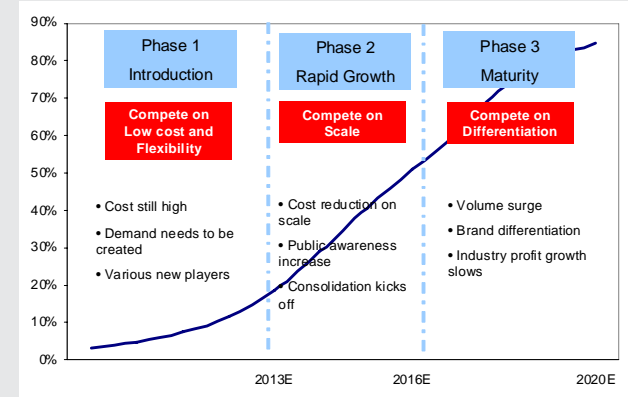 90%
80%
70%
60%
50%
40%
30%
20%
10%
0%
Phase 1
Introduction
Compete on
Low cost and
Flexibility
• Cost still high
• Demand needs to be
created
• Various new players
Phase 2
Rapid Growth
Compete on
Scale
• Cost reduction on
scale
• Public awareness
increase
• Consolidation kicks
off
Phase 3
Maturity
Compete on
Differentiation
• Volume surge
• Brand differentiation
• Industry profit growth
slows
2013E
2016E
2020E